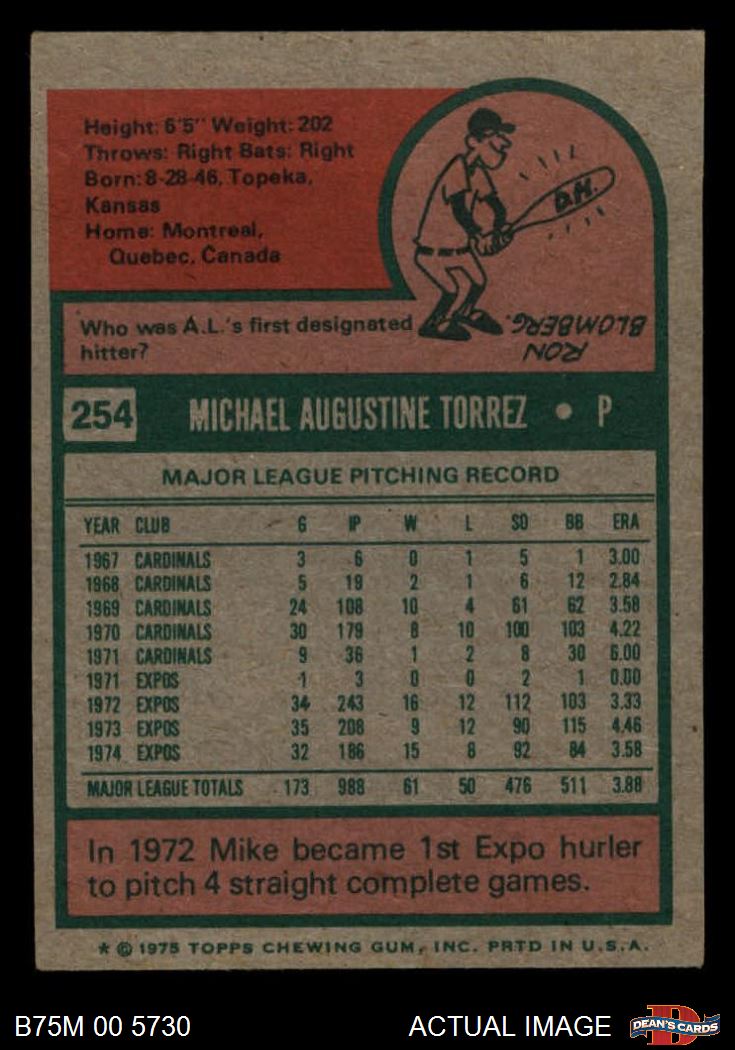 Height: 6'5" Weight: 202
Throws: Right Bats: Right
Born: 8-28-46, Topeka,
Kansas
Home: Montreal,
Quebec, Canada
D.H.
Who was A.L.'s first designated
hitter?
RON
BLOMBERG.
254 MICHAEL AUGUSTINE TORREZ • P
MAJOR LEAGUE PITCHING RECORD
YEAR CLUB G IP W L SO BB ERA
1967 CARDINALS 3 6 0 1 5 1 3.00
1968 CARDINALS 5 19 2 1 6 12 2.84
1969 CARDINALS 24 108 10 4 61 62 3.58
1970 CARDINALS 30 179 8 10 100 103 4.22
1971 CARDINALS 9 36 1 2 8 30 6.00
1971 EXPOS 1 3 0 0 2 1 0.00
1972 EXPOS 34 243 16 12 112 103 3.33
1973 EXPOS 35 208 9 12 90 115 4.46
1974 EXPOS 32 186 15 8 92 84 3.58
MAJOR LEAGUE TOTALS 173 988 61 50 476 511 3.88
In 1972 Mike became 1st Expo hurler
to pitch 4 straight complete games.
* © 1975 TOPPS CHEWING GUM, INC. PRTD IN U.S.A.
B75M 00 5730 ACTUAL IMAGE D DEAN'S CARDS